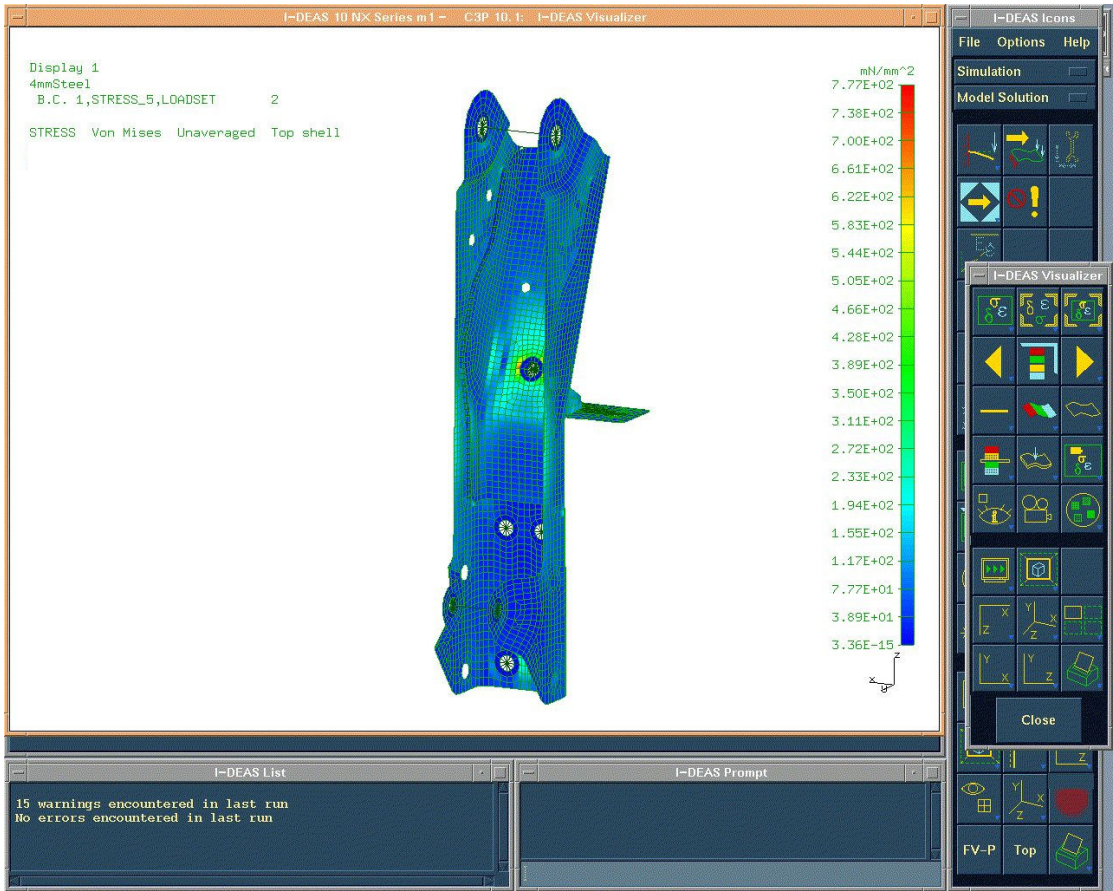 I-DEAS 10 NX Series m1 - C3P 10.1: I-DEAS Visualizer
Display 1
4mmSteel
B.C. 1,STRESS_5,LOADSET 2
STRESS Von Mises Unaveraged Top shell
mN/mm^2
7.77E+02
7.38E+02
7.00E+02
6.61E+02
6.22E+02
5.83E+02
5.44E+02
5.05E+02
4.66E+02
4.28E+02
3.89E+02
3.50E+02
3.11E+02
2.72E+02
2.33E+02
1.94E+02
1.55E+02
1.17E+02
7.77E+01
3.89E+01
3.36E-15
z
x
y
I-DEAS Icons
File Options Help
Simulation
Model Solution
I-DEAS Visualizer
X
Z
Y
X
Z
Y
X
Y
Z
Close
Z
Y
X
Z
FV-P
Top
I-DEAS List
15 warnings encountered in last run
No errors encountered in last run
I-DEAS Prompt